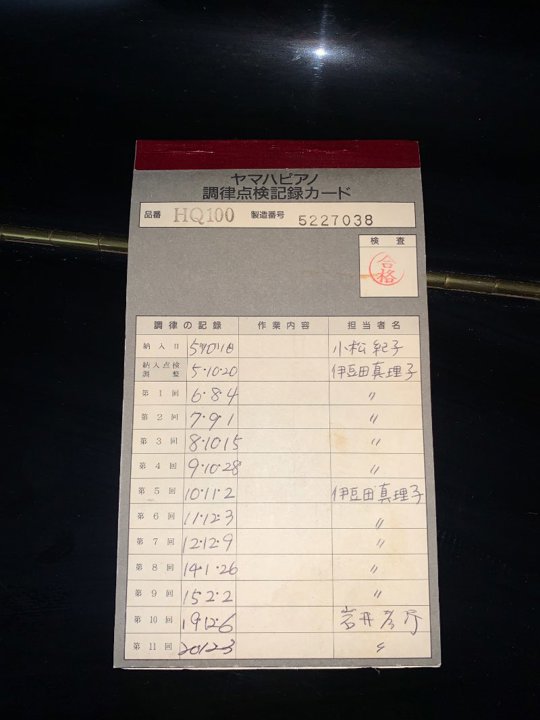 ヤマハピアノ
調律点検記録カード
品番 HQ100 製造番号 5227038
検査
合格
調律の記録 作業内容 担当者名
納入日 小松紀子
納入点検調整 5・10・20 伊豆田真理子
第1回 6・8・4 〃
第2回 7・9・1 〃
第3回 8・10・15 〃
第4回 9・10・28 〃
第5回 10・11・2 伊豆田真理子
第6回 11・12・3 〃
第7回 12・12・9 〃
第8回 14・1・26 〃
第9回 15・2・2 〃
第10回 19・12・6 岩井
第11回 20・12・3 〃